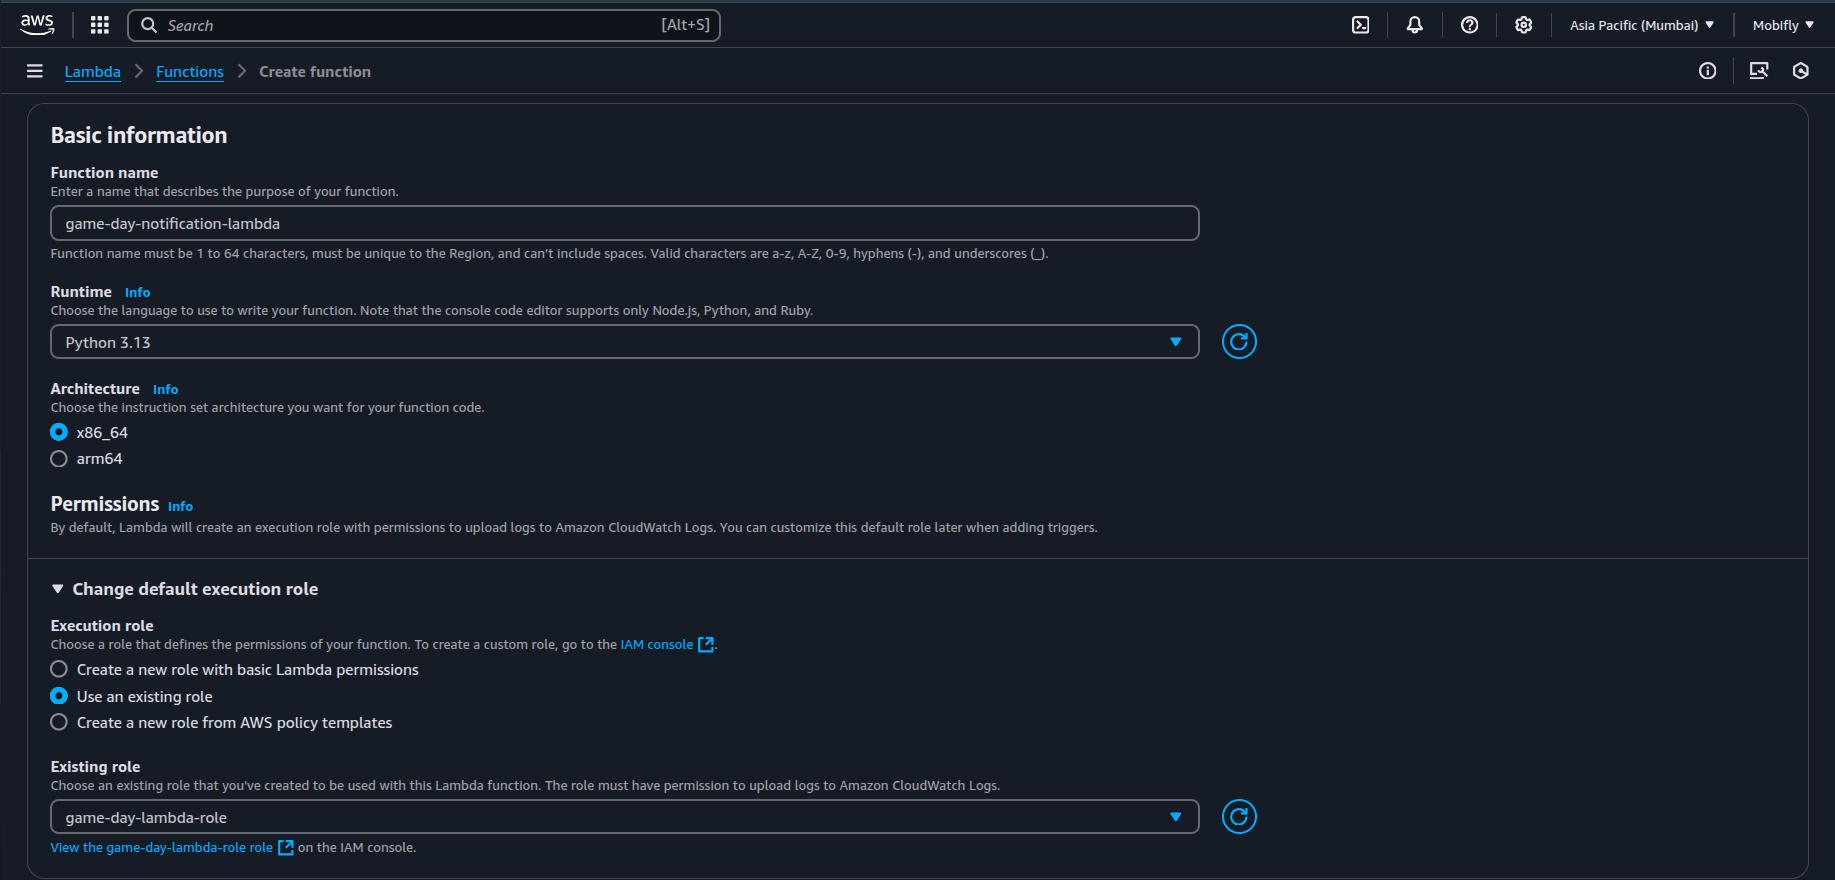 aws
Search [Alt+S]
Asia Pacific (Mumbai)
Mobifly
Lambda
Functions
Create function
Basic information
Function name
Enter a name that describes the purpose of your function.
game-day-notification-lambda
Function name must be 1 to 64 characters, must be unique to the Region, and can't include spaces. Valid characters are a-z, A-Z, 0-9, hyphens (-), and underscores (_).
Runtime Info
Choose the language to use to write your function. Note that the console code editor supports only Node.js, Python, and Ruby.
Python 3.13
Architecture Info
Choose the instruction set architecture you want for your function code.
x86_64
arm64
Permissions Info
By default, Lambda will create an execution role with permissions to upload logs to Amazon CloudWatch Logs. You can customize this default role later when adding triggers.
Change default execution role
Execution role
Choose a role that defines the permissions of your function. To create a custom role, go to the IAM console.
Create a new role with basic Lambda permissions
Use an existing role
Create a new role from AWS policy templates
Existing role
Choose an existing role that you've created to be used with this Lambda function. The role must have permission to upload logs to Amazon CloudWatch Logs.
game-day-lambda-role
View the game-day-lambda-role role on the IAM console.